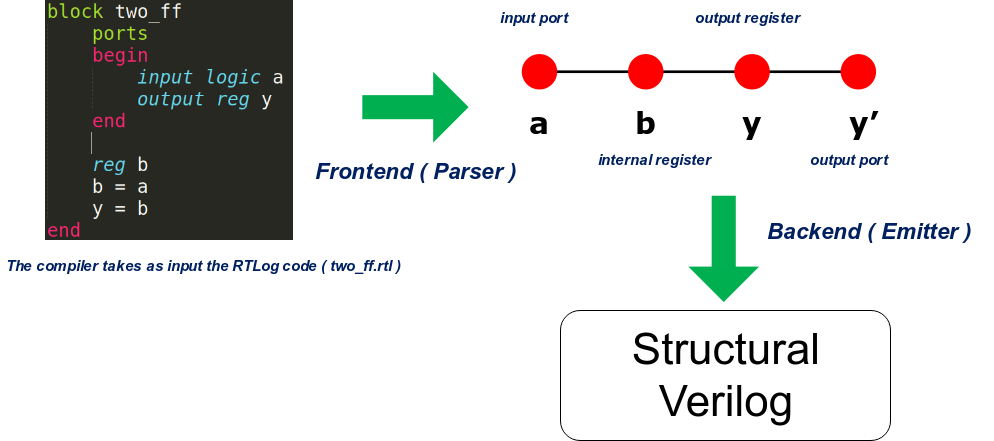 block two_ff
ports
begin
input logic a
output reg y
end
reg b
b = a
y = b
end
The compiler takes as input the RTLog code ( two_ff.rtl )
Frontend ( Parser )
input port
output register
a b y y’
internal register
output port
Backend ( Emitter )
Structural
Verilog